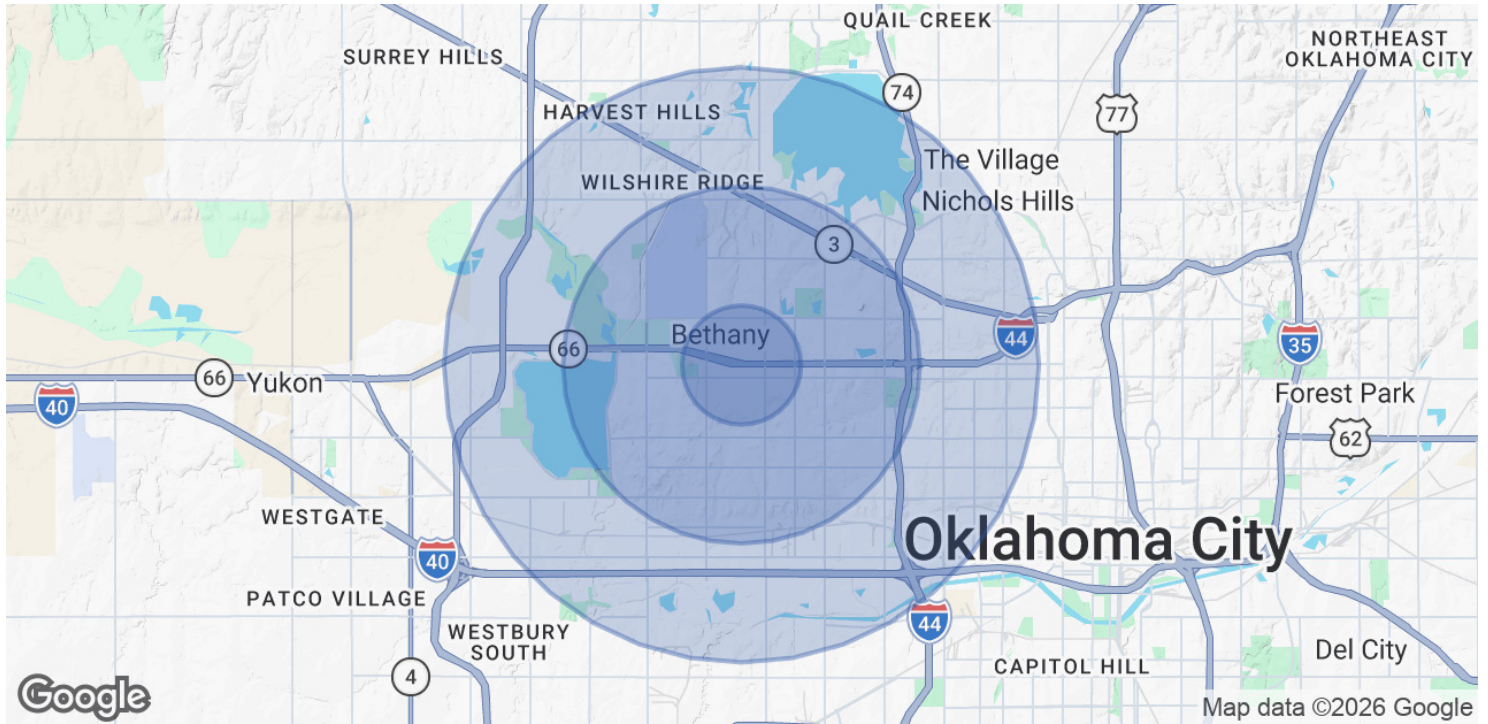 QUAIL CREEK
NORTHEAST
OKLAHOMA CITY
SURREY HILLS
74
HARVEST HILLS
77
The Village
WILSHIRE RIDGE
Nichols Hills
3
Bethany
44
35
66
66
Yukon
40
Forest Park
62
WESTGATE
Oklahoma City
40
PATCO VILLAGE
44
WESTBURY
SOUTH
Del City
CAPITOL HILL
4
Google
Map data ©2026 Google